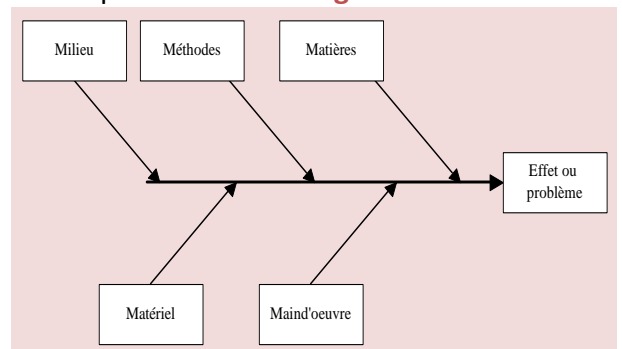 Milieu
Méthodes
Matières
Effet ou
problème
Matériel
Maind'oeuvre